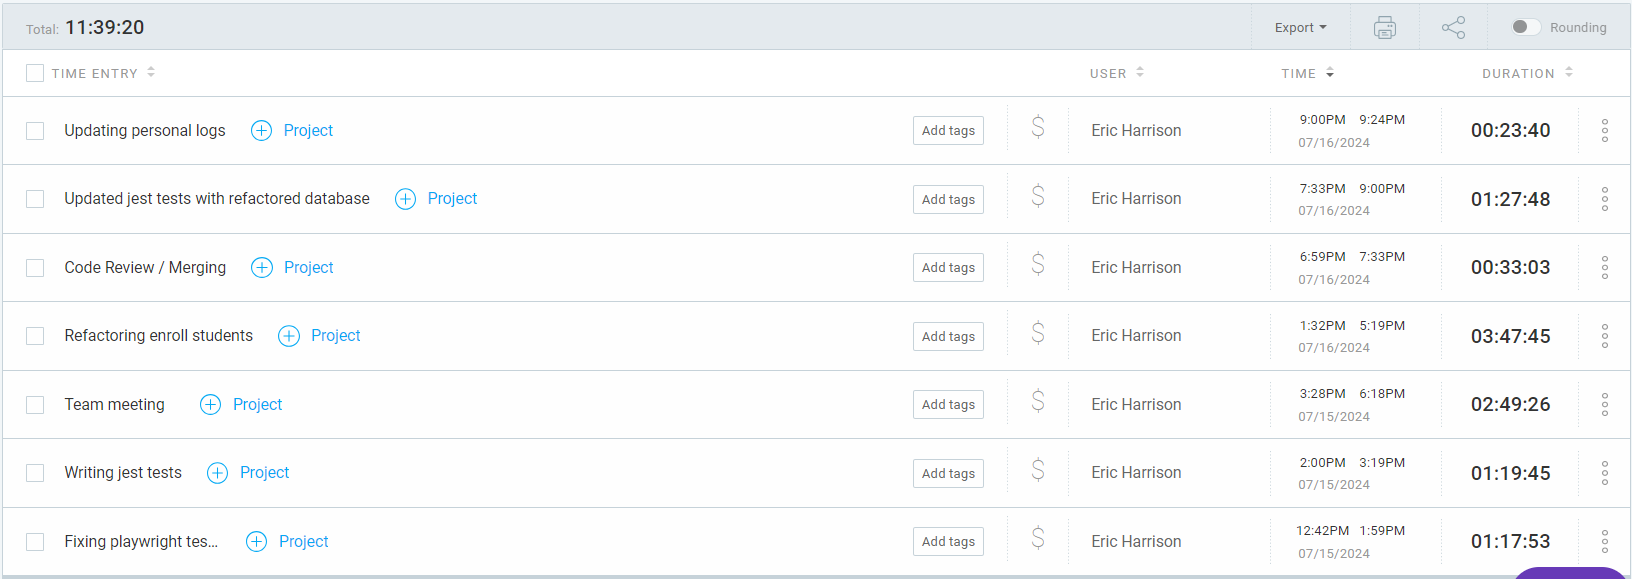 Total: 11:39:20 Export Rounding
TIME ENTRY USER TIME DURATION
Updating personal logs Project Add tags $ Eric Harrison 9:00PM 9:24PM 07/16/2024 00:23:40
Updated jest tests with refactored database Project Add tags $ Eric Harrison 7:33PM 9:00PM 07/16/2024 01:27:48
Code Review / Merging Project Add tags $ Eric Harrison 6:59PM 7:33PM 07/16/2024 00:33:03
Refactoring enroll students Project Add tags $ Eric Harrison 1:32PM 5:19PM 07/16/2024 03:47:45
Team meeting Project Add tags $ Eric Harrison 3:28PM 6:18PM 07/15/2024 02:49:26
Writing jest tests Project Add tags $ Eric Harrison 2:00PM 3:19PM 07/15/2024 01:19:45
Fixing playwright tes... Project Add tags $ Eric Harrison 12:42PM 1:59PM 07/15/2024 01:17:53